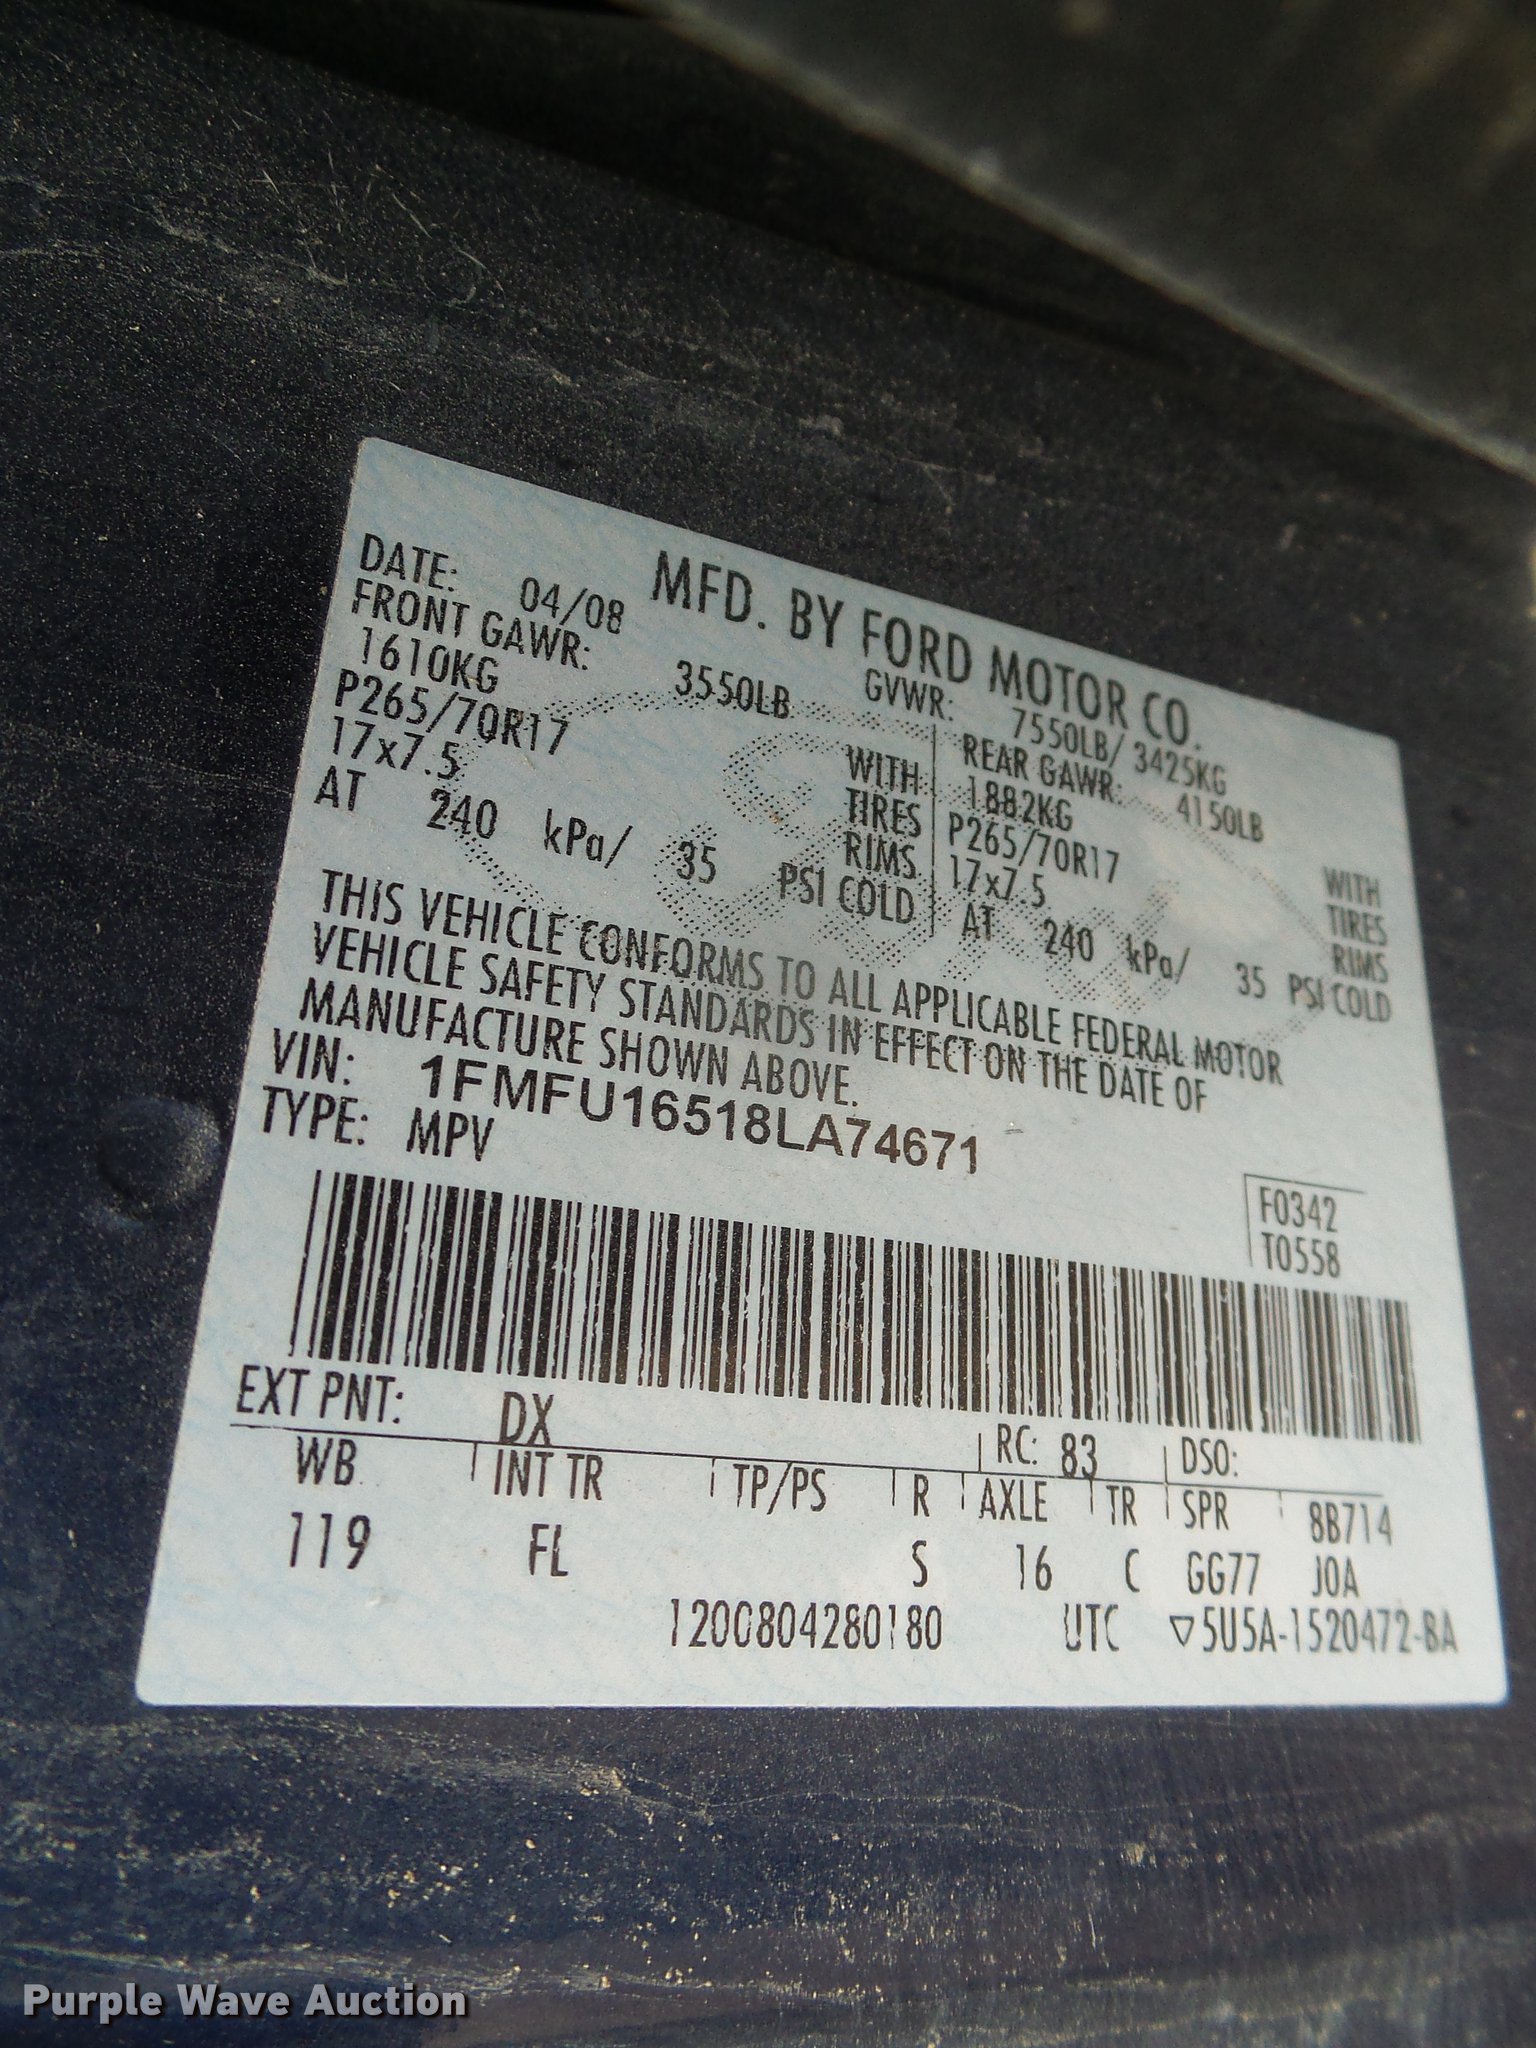 MFD. BY FORD MOTOR CO.
DATE: 04/08 GVWR: 7550LB/ 3425KG
FRONT GAWR: 3550LB REAR GAWR: 4150LB
1610KG WITH 1882KG WITH
P265/70R17 TIRES P265/70R17 TIRES
17x7.5 RIMS 17x7.5 RIMS
AT 240 kPa/ 35 PSI COLD AT 240 kPa/ 35 PSI COLD
THIS VEHICLE CONFORMS TO ALL APPLICABLE FEDERAL MOTOR
VEHICLE SAFETY STANDARDS IN EFFECT ON THE DATE OF
MANUFACTURE SHOWN ABOVE.
VIN: 1FMFU16518LA74671
TYPE: MPV
F0342
T0558
EXT PNT: DX RC: 83 DSO:
WB INT TR TP/PS R AXLE TR SPR 8B714
119 FL S 16 C GG77 J0A
1200804280180 UTC ▽5U5A-1520472-BA
Purple Wave Auction